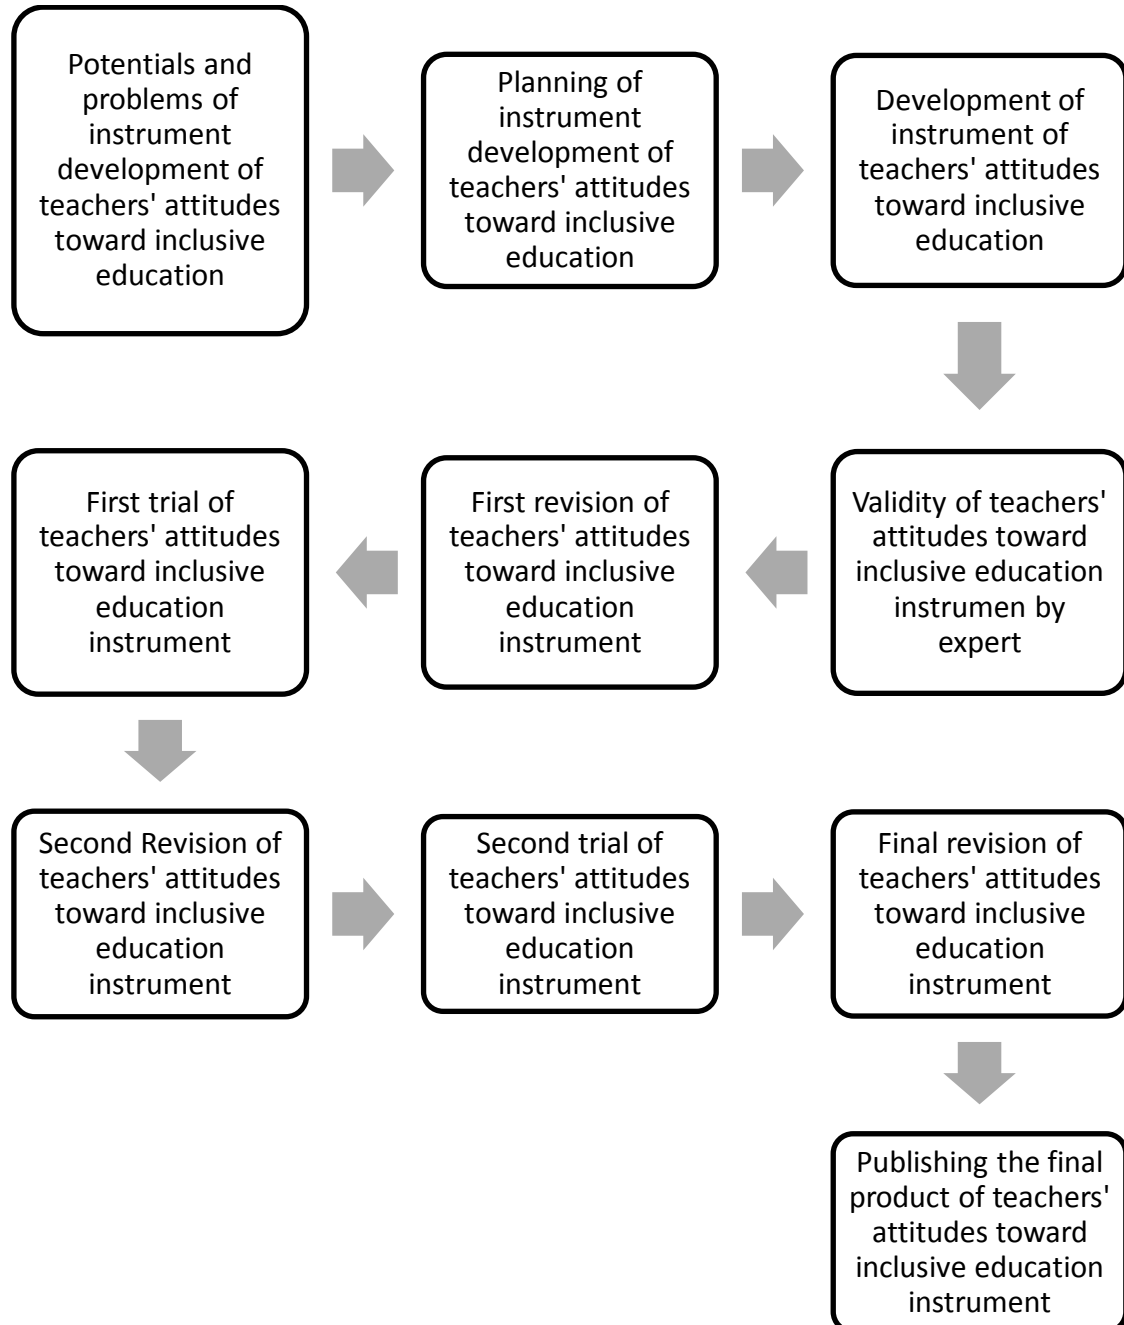 Potentials and
problems of
instrument
development of
teachers' attitudes
toward inclusive
education
Planning of
instrument
development of
teachers' attitudes
toward inclusive
education
Development of
instrument of
teachers' attitudes
toward inclusive
education
Validity of teachers'
attitudes toward
inclusive education
instrumen by
expert
First revision of
teachers' attitudes
toward inclusive
education
instrument
First trial of
teachers' attitudes
toward inclusive
education
instrument
Second Revision of
teachers' attitudes
toward inclusive
education
instrument
Second trial of
teachers' attitudes
toward inclusive
education
instrument
Final revision of
teachers' attitudes
toward inclusive
education
instrument
Publishing the final
product of teachers'
attitudes toward
inclusive education
instrument